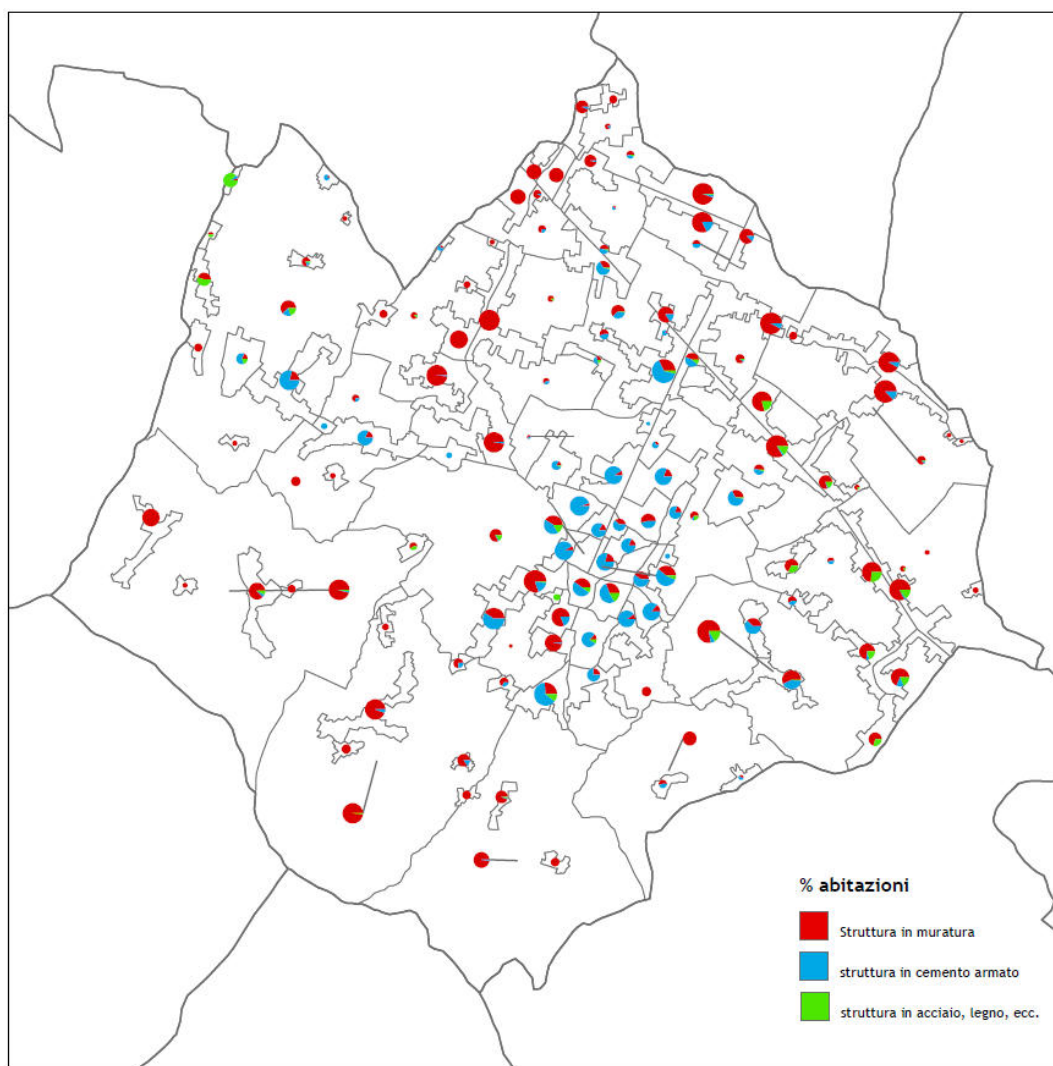 % abitazioni
Struttura in muratura
struttura in cemento armato
struttura in acciaio, legno, ecc.